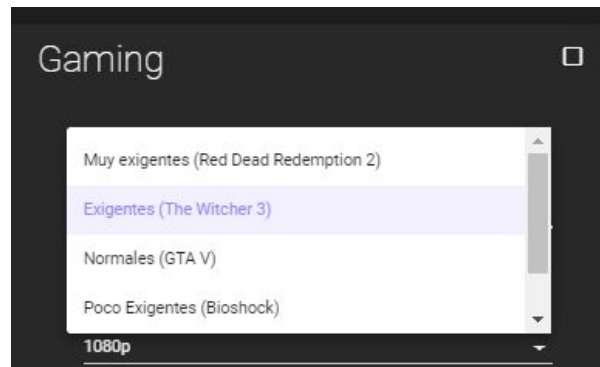 Gaming
Muy exigentes (Red Dead Redemption 2)
Exigentes (The Witcher 3)
Normales (GTA V)
Poco Exigentes (Bioshock)
1080p